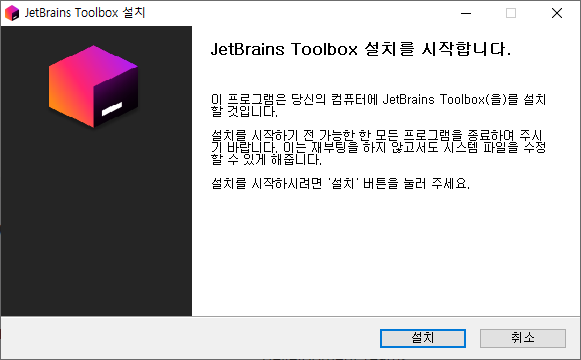 JetBrains Toolbox 설치
JetBrains Toolbox 설치를 시작합니다.
이 프로그램은 당신의 컴퓨터에 JetBrains Toolbox(을)를 설치
할 것입니다.
설치를 시작하기 전 가능한 한 모든 프로그램을 종료하여 주시
기 바랍니다. 이는 재부팅을 하지 않고서도 시스템 파일을 수정
할 수 있게 해줍니다.
설치를 시작하시려면 '설치' 버튼을 눌러 주세요.
설치
취소